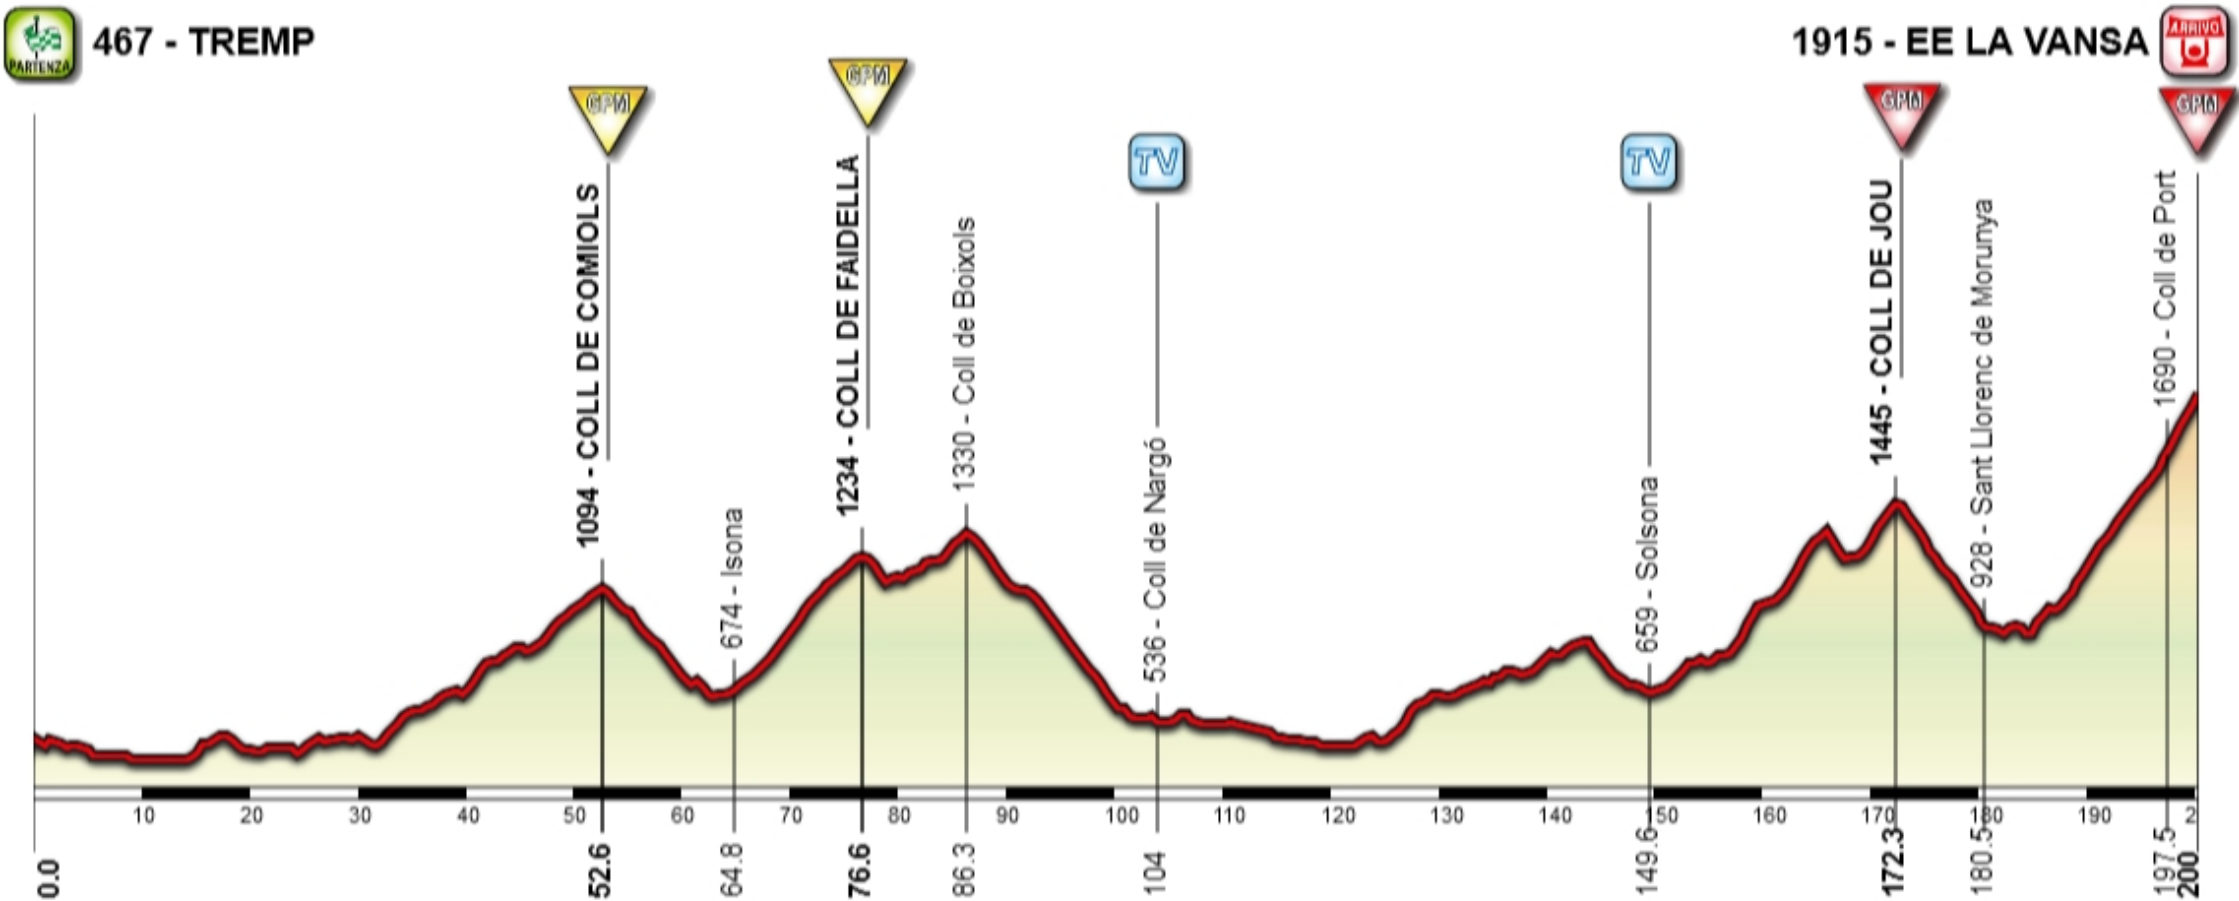 PARTENZA
467 - TREMP
1915 - EE LA VANSA
ARRIVO
GPM
GPM
GPM
GPM
TV
TV
1094 - COLL DE COMIOLS
674 - Isona
1234 - COLL DE FAIDELLA
1330 - Coll de Boixols
536 - Coll de Nargó
659 - Solsona
1445 - COLL DE JOU
928 - Sant Llorenc de Morunya
1690 - Coll de Port
10 20 30 40 50 60 70 80 90 100 110 120 130 140 150 160 170 180 190 2
0.0
52.6
64.8
76.6
86.3
104
149.6
172.3
180.5
197.5
200